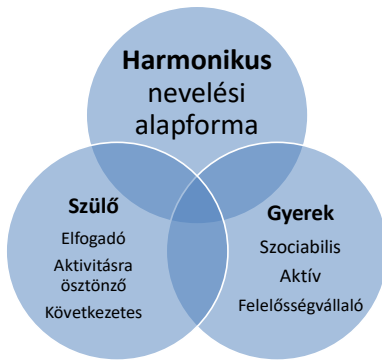 Harmonikus
nevelési
alapforma
Szülő
Elfogadó
Aktivitásra
ösztönző
Következetes
Gyerek
Szociabilis
Aktív
Felelősségvállaló